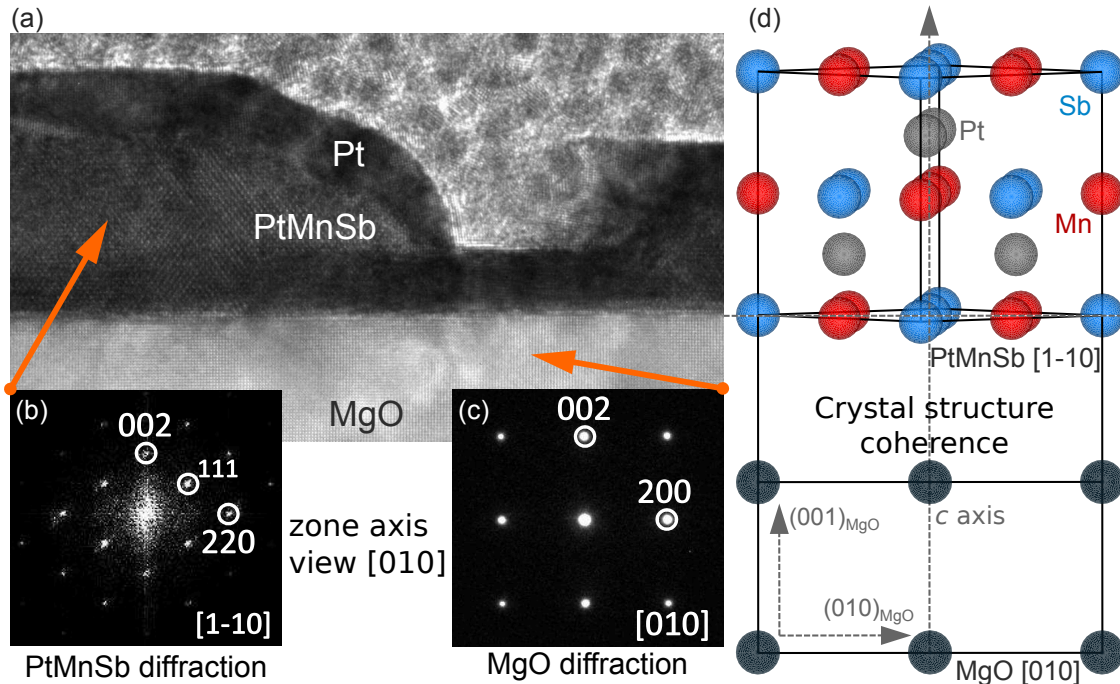 (a)
Pt
PtMnSb
MgO
(b)
002
111
220
[1-10]
PtMnSb diffraction
zone axis
view [010]
(c)
002
200
[010]
MgO diffraction
(d)
Sb
Pt
Mn
PtMnSb [1-10]
Crystal structure
coherence
(001)MgO
c axis
(010)MgO
MgO [010]